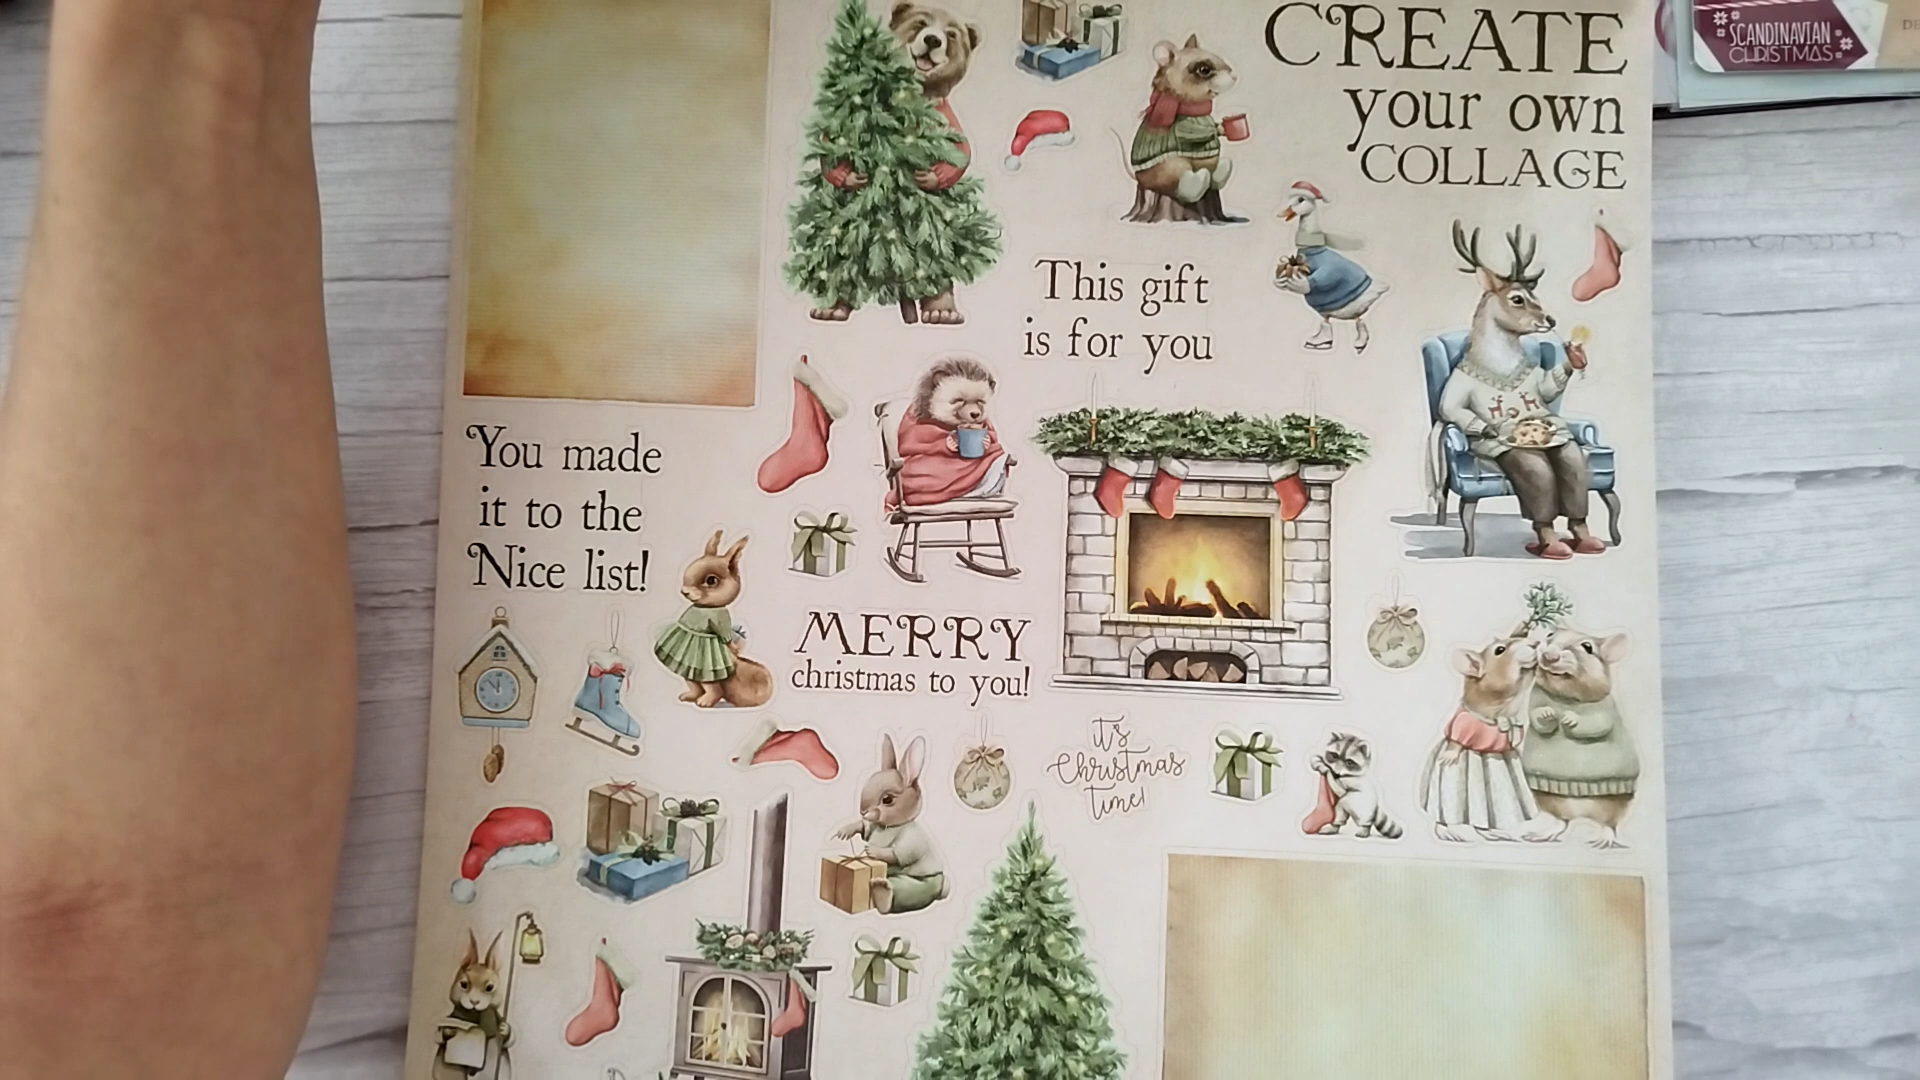 CREATE
your own
COLLAGE
SCANDINAVIAN
CHRISTMAS
This gift
is for you
You made
it to the
Nice list!
MERRY
christmas to you!
it's
Christmas
time!